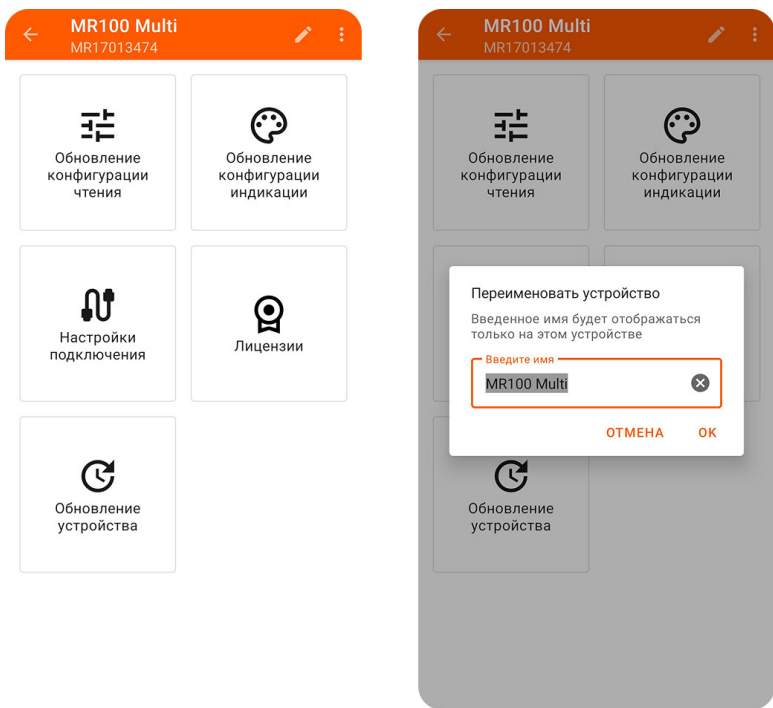 MR100 Multi
MR17013474
Обновление
конфигурации
чтения
Обновление
конфигурации
индикации
Настройки
подключения
Лицензии
Обновление
устройства
MR100 Multi
MR17013474
Обновление
конфигурации
чтения
Обновление
конфигурации
индикации
Переименовать устройство
Введенное имя будет отображаться
только на этом устройстве
Введите имя
MR100 Multi
ОТМЕНА
OK
Обновление
устройства